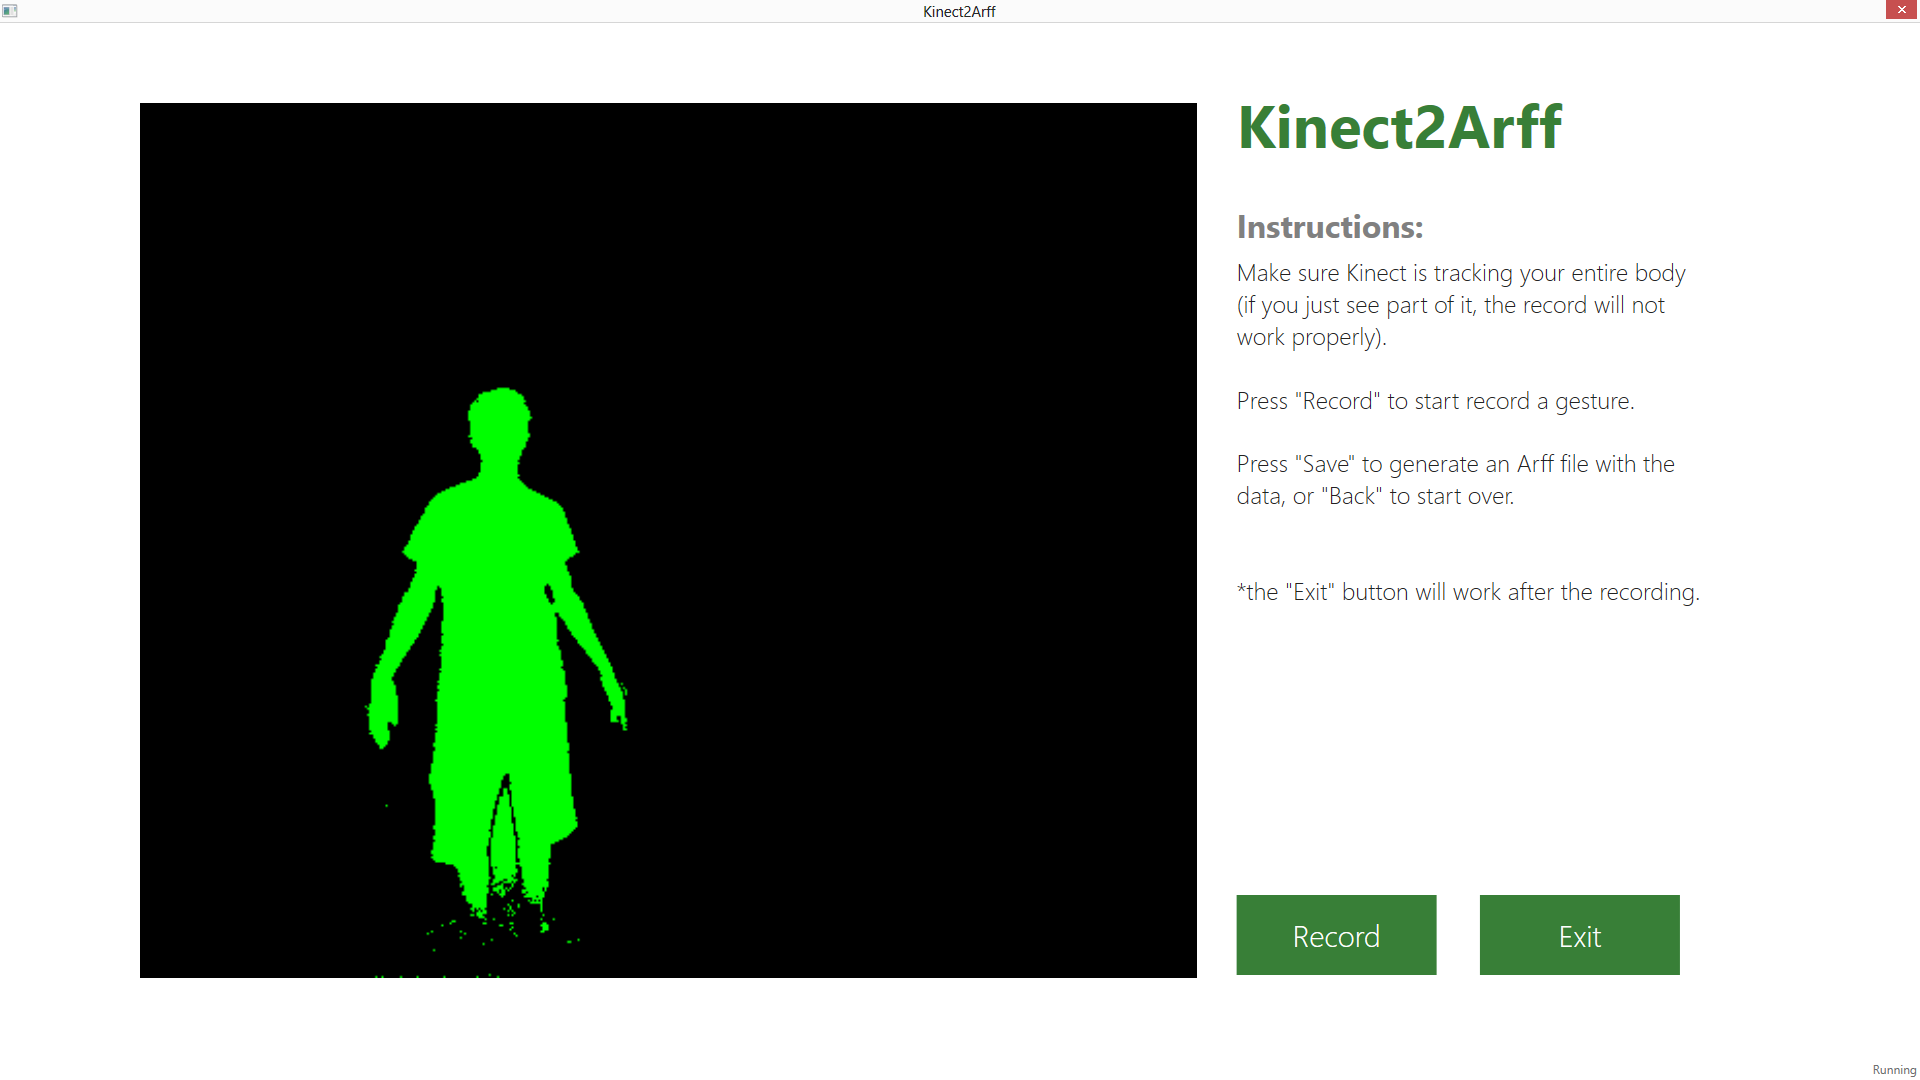 Kinect2Arff
Kinect2Arff
Instructions:
Make sure Kinect is tracking your entire body
(if you just see part of it, the record will not
work properly).
Press "Record" to start record a gesture.
Press "Save" to generate an Arff file with the
data, or "Back" to start over.
*the "Exit" button will work after the recording.
Record
Exit
Running